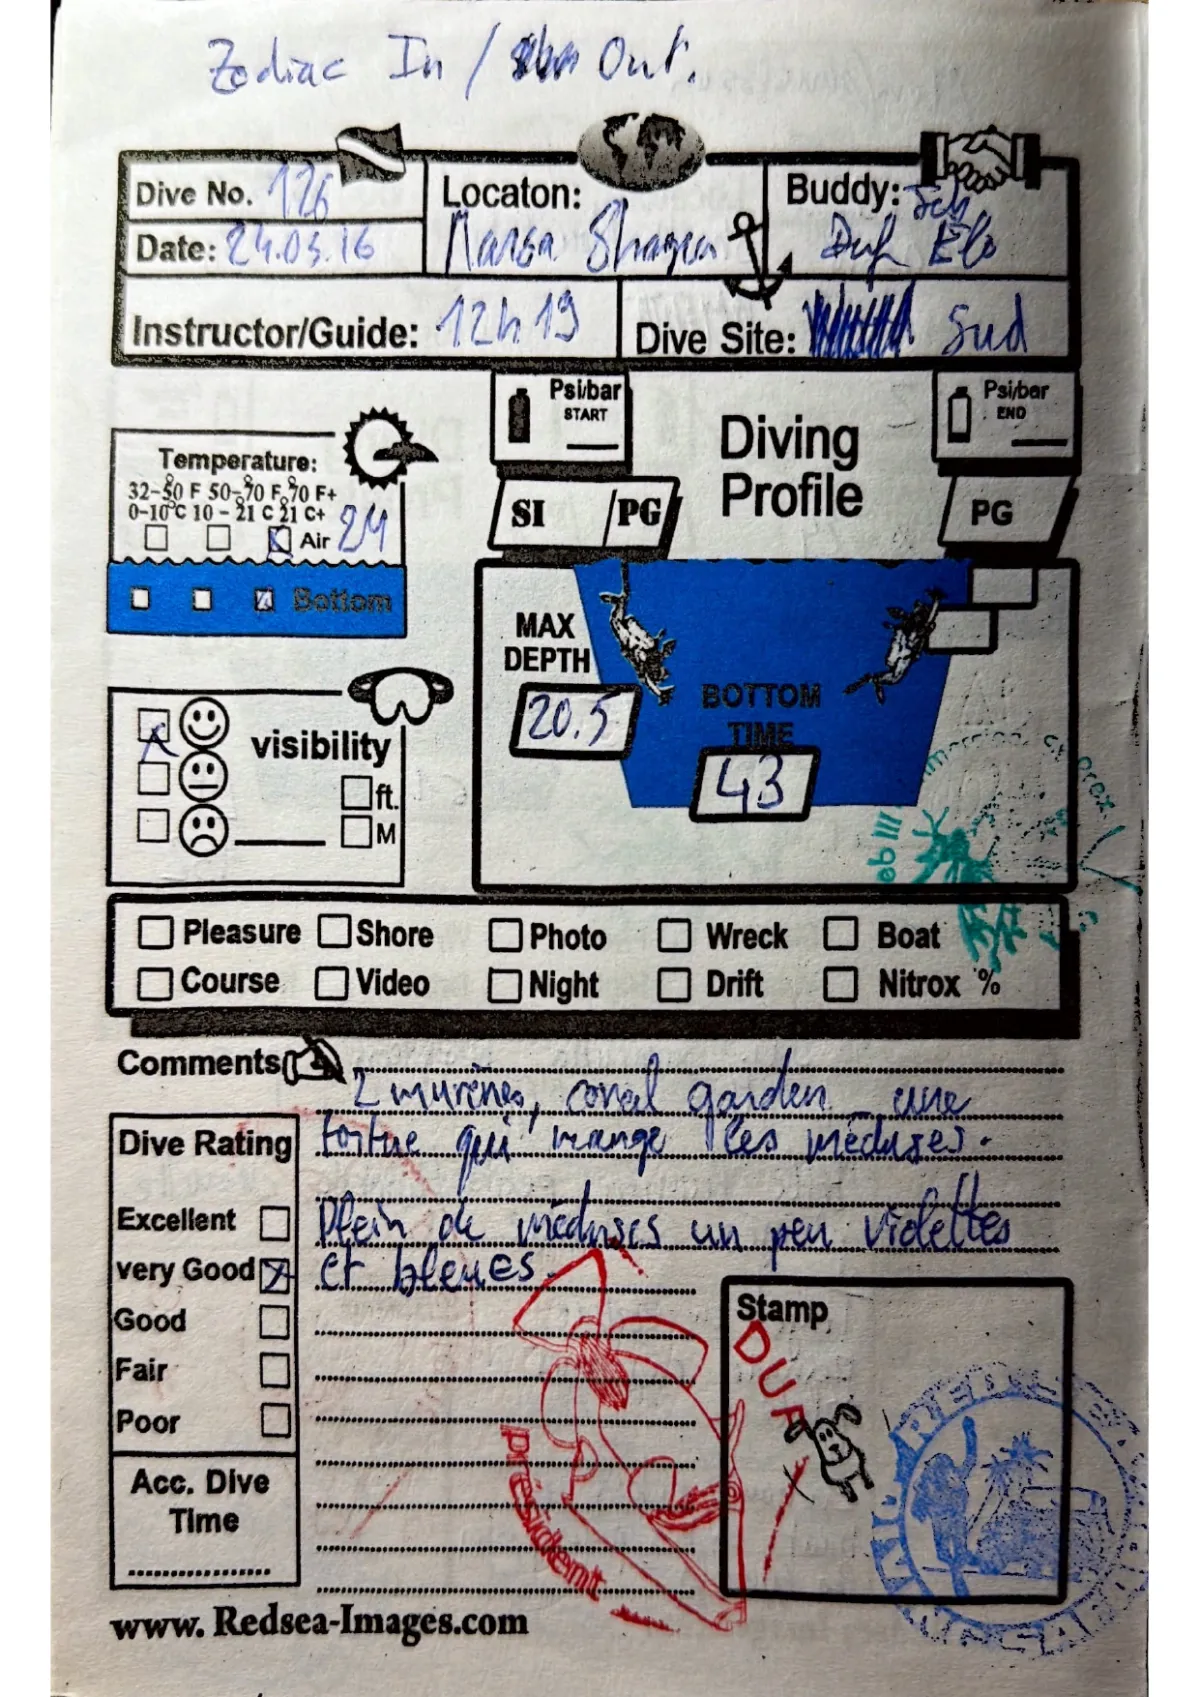 Zodiac In / Out.
Dive No. 126
Locaton:
Buddy:
Date: 24.03.16
Marsa Shagra
Duf Elo
Instructor/Guide: 12h19
Dive Site: Sud
Psi/bar
START
Diving
Profile
Psi/bar
END
Temperature:
32-50 F 50-70 F 70 F+
0-10°C 10 - 21 C 21 C+
Air 24
SI /PG
PG
Bottom
MAX
DEPTH
20.5
BOTTOM
TIME
43
visibility
ft.
M
Pleasure Shore Photo Wreck Boat
Course Video Night Drift Nitrox %
Comments
2 murènes, coral garden une
tortue qui mange les méduses.
Plein de méduses un peu violettes
et bleues.
Dive Rating
Excellent
very Good
Good
Fair
Poor
Acc. Dive
Time
Stamp
DUF
président
www. Redsea-Images.com